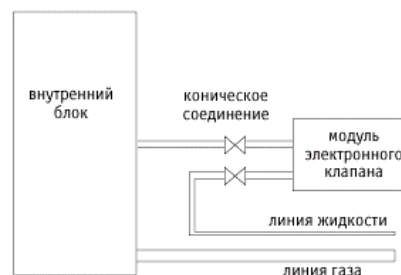 внутренний
блок
коническое
соединение
модуль
электронного
клапана
линия жидкости
линия газа